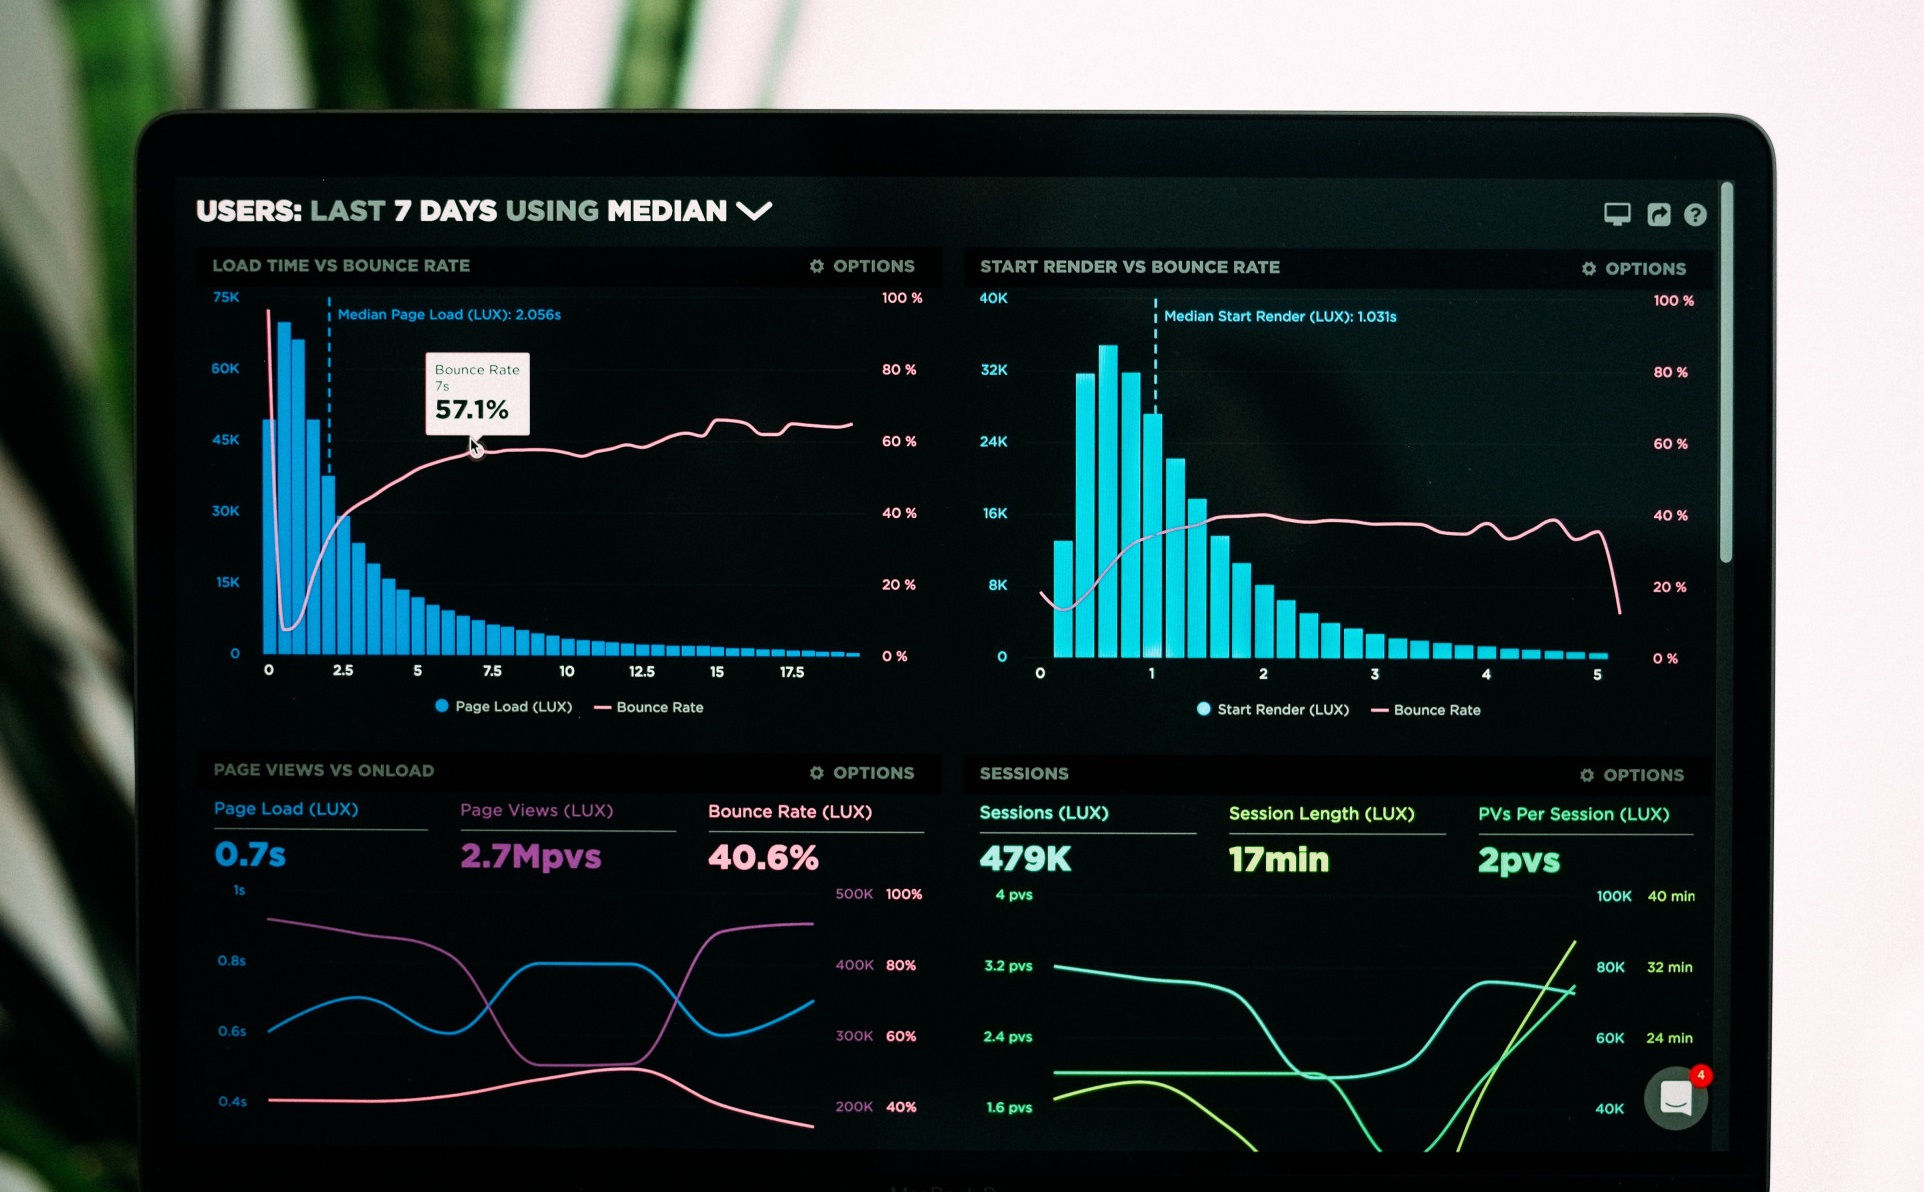 USERS: LAST 7 DAYS USING MEDIAN
LOAD TIME VS BOUNCE RATE
OPTIONS
75K
60K
45K
30K
15K
0
Median Page Load (LUX): 2.056s
Bounce Rate
7s
57.1%
100 %
80 %
60 %
40 %
20 %
0 %
0 2.5 5 7.5 10 12.5 15 17.5
Page Load (LUX) Bounce Rate
START RENDER VS BOUNCE RATE
OPTIONS
40K
32K
24K
16K
8K
0
Median Start Render (LUX): 1.031s
100 %
80 %
60 %
40 %
20 %
0 %
0 1 2 3 4 5
Start Render (LUX) Bounce Rate
PAGE VIEWS VS ONLOAD
OPTIONS
Page Load (LUX) Page Views (LUX) Bounce Rate (LUX)
0.7s 2.7Mpvs 40.6%
1s
0.8s
0.6s
0.4s
500K 100%
400K 80%
300K 60%
200K 40%
SESSIONS
OPTIONS
Sessions (LUX) Session Length (LUX) PVs Per Session (LUX)
479K 17min 2pvs
4 pvs
3.2 pvs
2.4 pvs
1.6 pvs
100K 40 min
80K 32 min
60K 24 min
40K
4